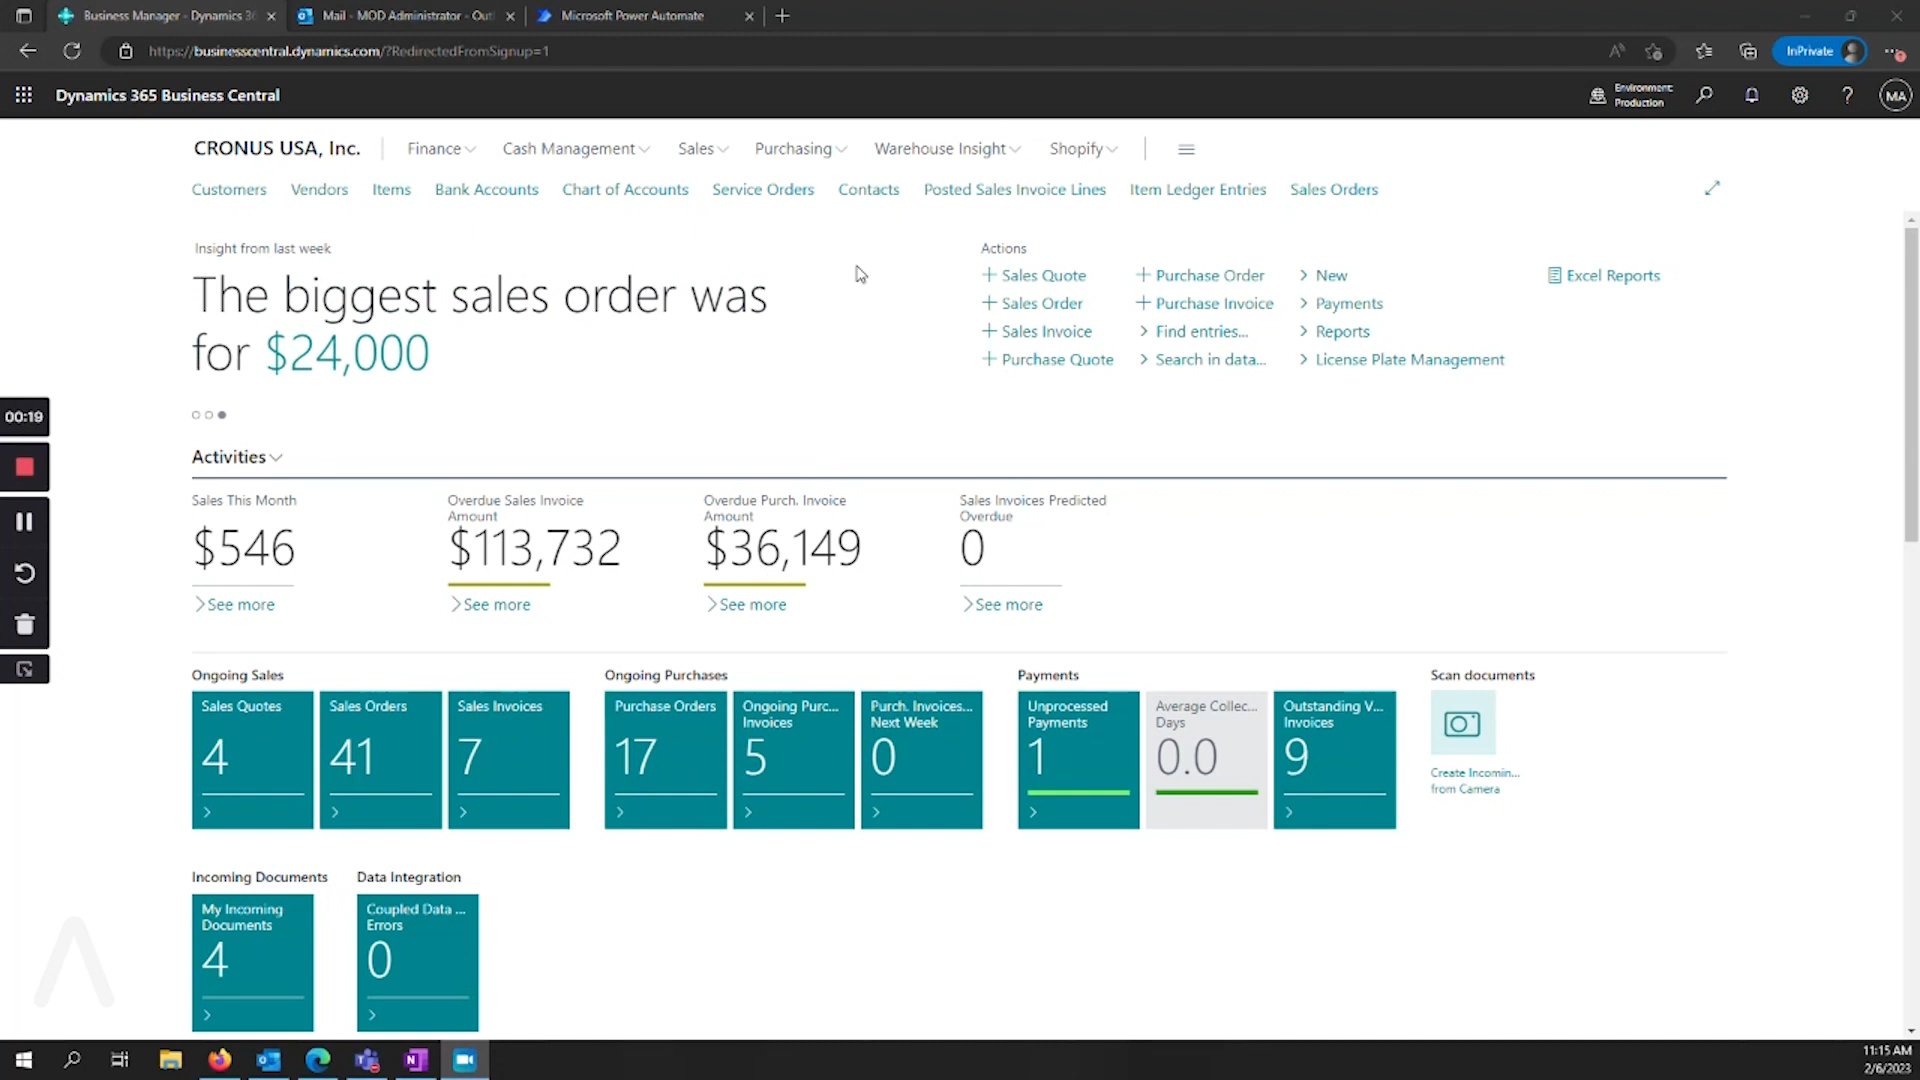 Business Manager - Dynamics 36
Mail - MOD Administrator - Outl
Microsoft Power Automate
https://businesscentral.dynamics.com/?RedirectedFromSignup=1
InPrivate
Dynamics 365 Business Central
Environment:
Production
MA
CRONUS USA, Inc.
Finance
Cash Management
Sales
Purchasing
Warehouse Insight
Shopify
Customers
Vendors
Items
Bank Accounts
Chart of Accounts
Service Orders
Contacts
Posted Sales Invoice Lines
Item Ledger Entries
Sales Orders
Insight from last week
The biggest sales order was
for $24,000
Actions
Sales Quote
Sales Order
Sales Invoice
Purchase Quote
Purchase Order
Purchase Invoice
Find entries...
Search in data...
New
Payments
Reports
License Plate Management
Excel Reports
00:19
Activities
Sales This Month
$546
See more
Overdue Sales Invoice
Amount
$113,732
See more
Overdue Purch. Invoice
Amount
$36,149
See more
Sales Invoices Predicted
Overdue
0
See more
Ongoing Sales
Sales Quotes
4
Sales Orders
41
Sales Invoices
7
Ongoing Purchases
Purchase Orders
17
Ongoing Purc...
Invoices
5
Purch. Invoices...
Next Week
0
Payments
Unprocessed
Payments
1
Average Collec...
Days
0.0
Outstanding V...
Invoices
9
Scan documents
Create Incomin...
from Camera
Incoming Documents
My Incoming
Documents
4
Data Integration
Coupled Data ...
Errors
0
11:15 AM
2/6/2023